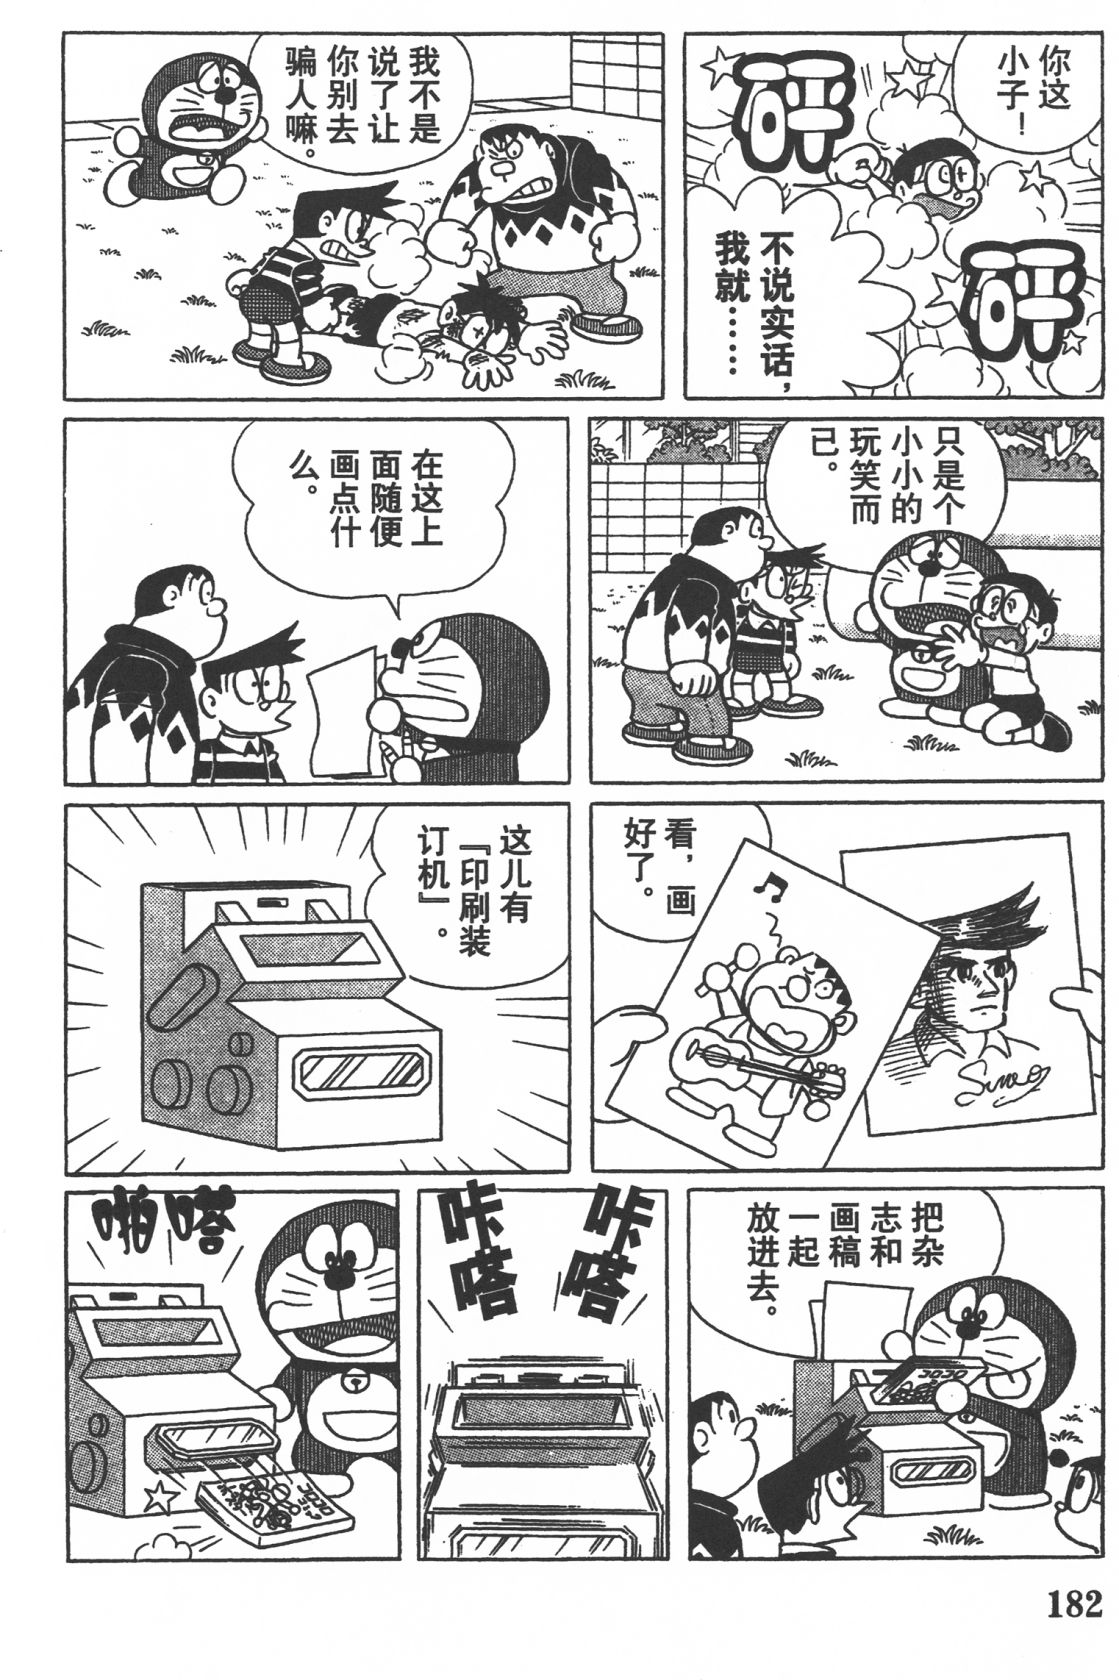 你这
小子！
砰
砰
不说实话，
我就……
我不是
说了让
你别去
骗人嘛。
只是个
小小的
玩笑而
已。
在这上
面随便
画点什
么。
看，画
好了。
Suneo
这儿有
『印刷装
订机』。
把杂
志和
画稿
一起
放进去。
咔嗒
咔嗒
啪嗒
182